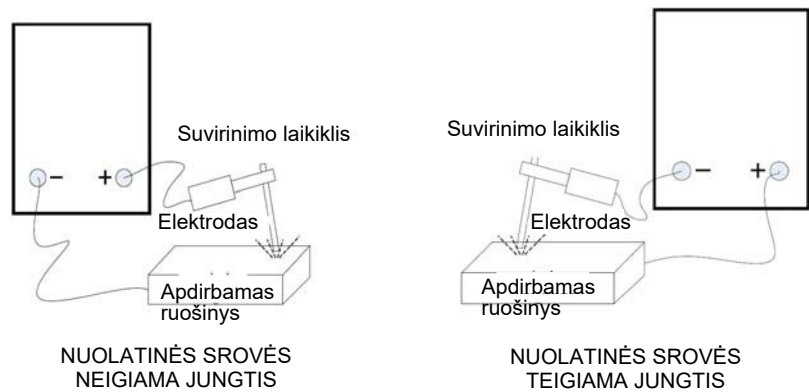 Suvirinimo laikiklis
- +
Elektrodas
Apdirbamas
ruošinys
NUOLATINĖS SROVĖS
NEIGIAMA JUNGTIS
Suvirinimo laikiklis
- +
Elektrodas
Apdirbamas
ruošinys
NUOLATINĖS SROVĖS
TEIGIAMA JUNGTIS